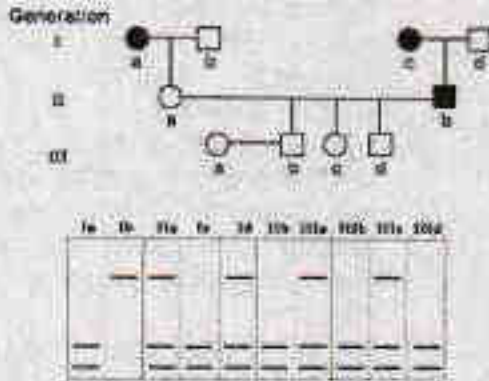 Generation
I
a b c d
II
a b
III
a b c d
Ia Ib IIa Ic Id IIb IIIa IIIb IIIc IIId